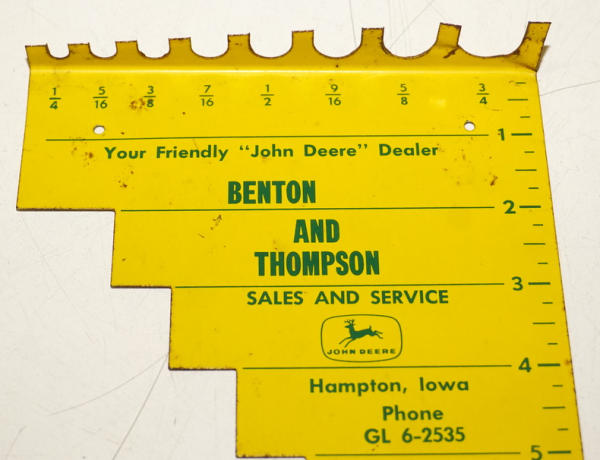 1/4 5/16 3/8 7/16 1/2 9/16 5/8 3/4
1
Your Friendly "John Deere" Dealer
BENTON
2
AND
THOMPSON
3
SALES AND SERVICE
JOHN DEERE
4
Hampton, Iowa
Phone
GL 6-2535
5